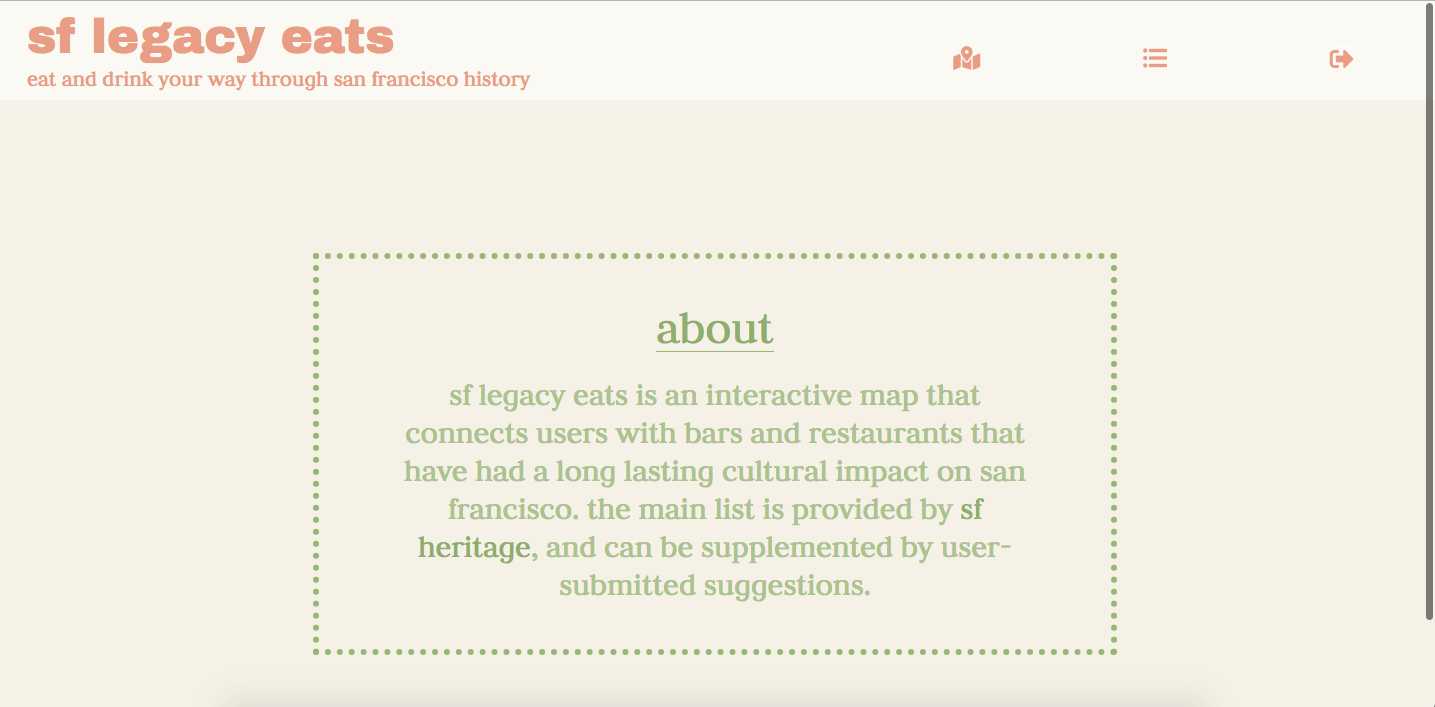 sf legacy eats
eat and drink your way through san francisco history
about
sf legacy eats is an interactive map that
connects users with bars and restaurants that
have had a long lasting cultural impact on san
francisco. the main list is provided by sf
heritage, and can be supplemented by user-
submitted suggestions.